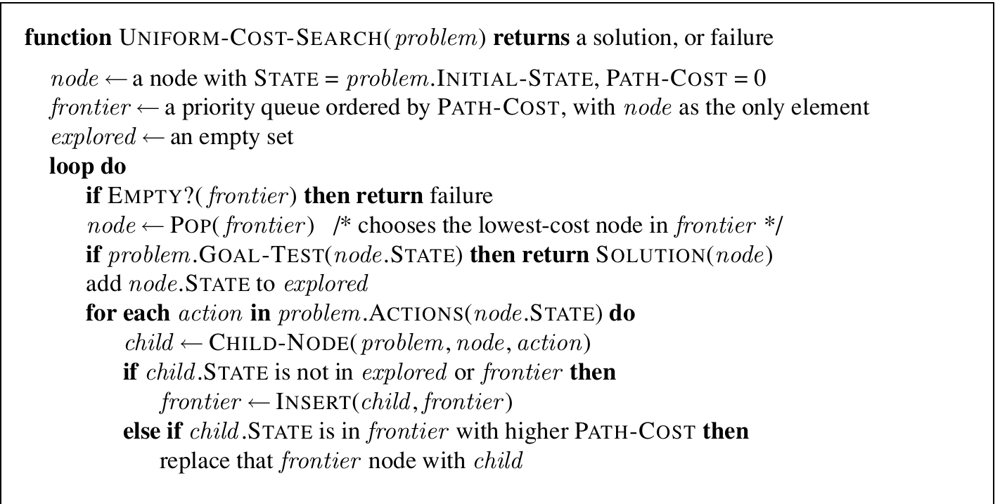 function UNIFORM-COST-SEARCH(problem) returns a solution, or failure
node ← a node with STATE = problem.INITIAL-STATE, PATH-COST = 0
frontier ← a priority queue ordered by PATH-COST, with node as the only element
explored ← an empty set
loop do
if EMPTY?(frontier) then return failure
node ← POP(frontier) /* chooses the lowest-cost node in frontier */
if problem.GOAL-TEST(node.STATE) then return SOLUTION(node)
add node.STATE to explored
for each action in problem.ACTIONS(node.STATE) do
child ← CHILD-NODE(problem, node, action)
if child.STATE is not in explored or frontier then
frontier ← INSERT(child, frontier)
else if child.STATE is in frontier with higher PATH-COST then
replace that frontier node with child